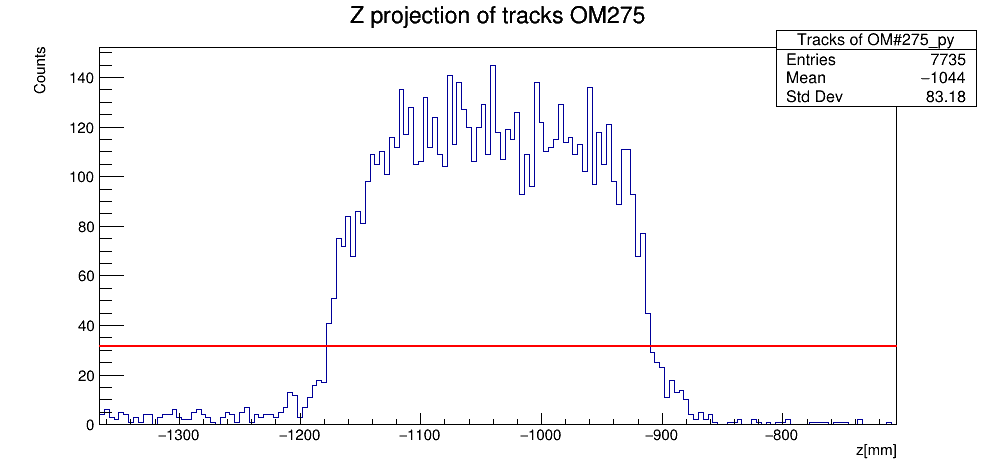 Z projection of tracks OM275
Tracks of OM#275_py
Entries 7735
Mean −1044
Std Dev 83.18
Counts
140
120
100
80
60
40
20
0
−1300 −1200 −1100 −1000 −900 −800
z[mm]